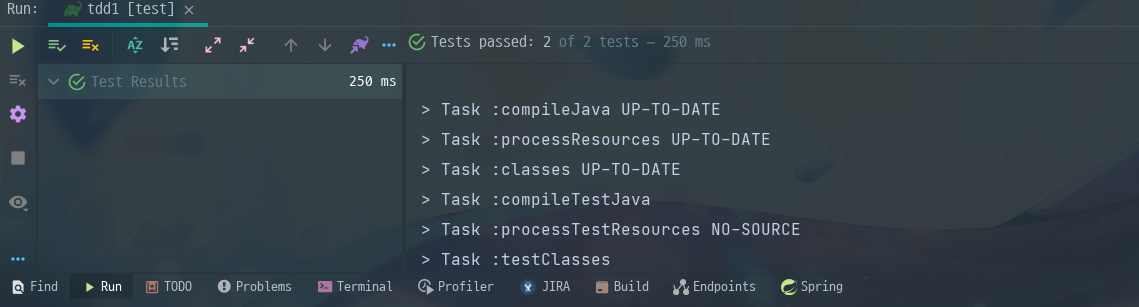 Run: tdd1 [test] ×
Tests passed: 2 of 2 tests – 250 ms
Test Results 250 ms
> Task :compileJava UP-TO-DATE
> Task :processResources UP-TO-DATE
> Task :classes UP-TO-DATE
> Task :compileTestJava
> Task :processTestResources NO-SOURCE
> Task :testClasses
Find Run TODO Problems Terminal Profiler JIRA Build Endpoints Spring